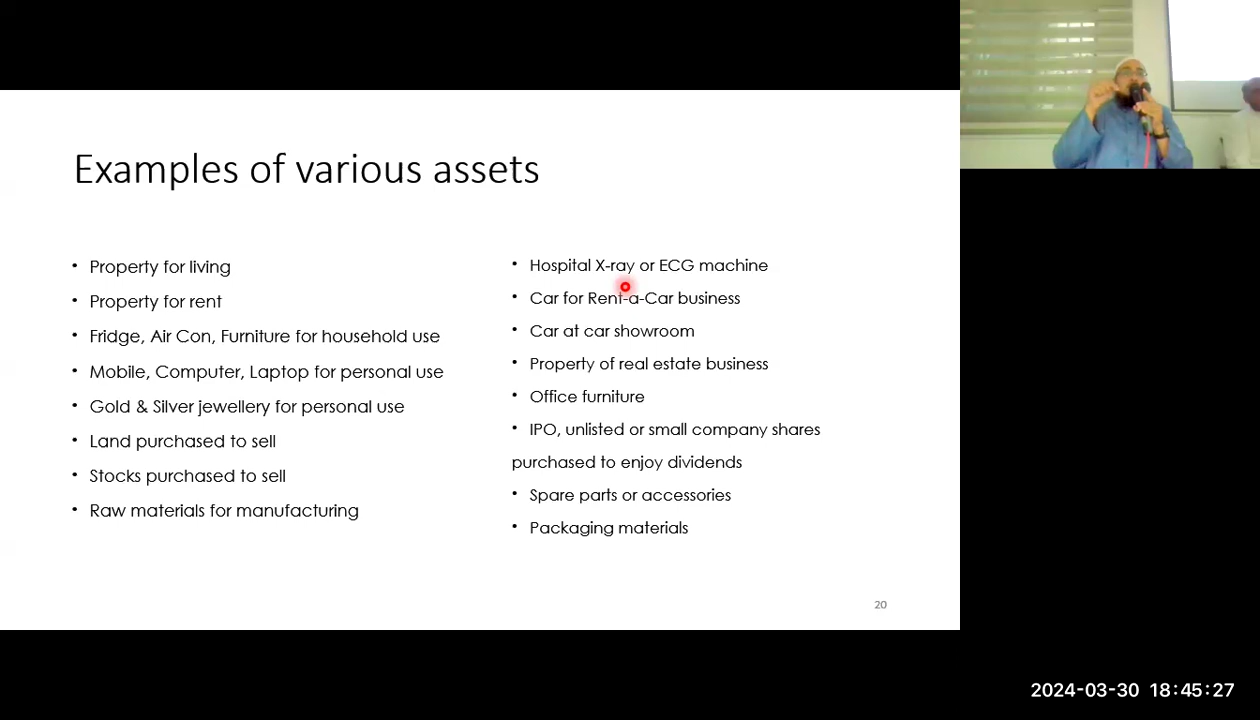 Examples of various assets
• Property for living
• Property for rent
• Fridge, Air Con, Furniture for household use
• Mobile, Computer, Laptop for personal use
• Gold & Silver jewellery for personal use
• Land purchased to sell
• Stocks purchased to sell
• Raw materials for manufacturing
• Hospital X-ray or ECG machine
• Car for Rent-a-Car business
• Car at car showroom
• Property of real estate business
• Office furniture
• IPO, unlisted or small company shares
purchased to enjoy dividends
• Spare parts or accessories
• Packaging materials
20
2024-03-30 18:45:27